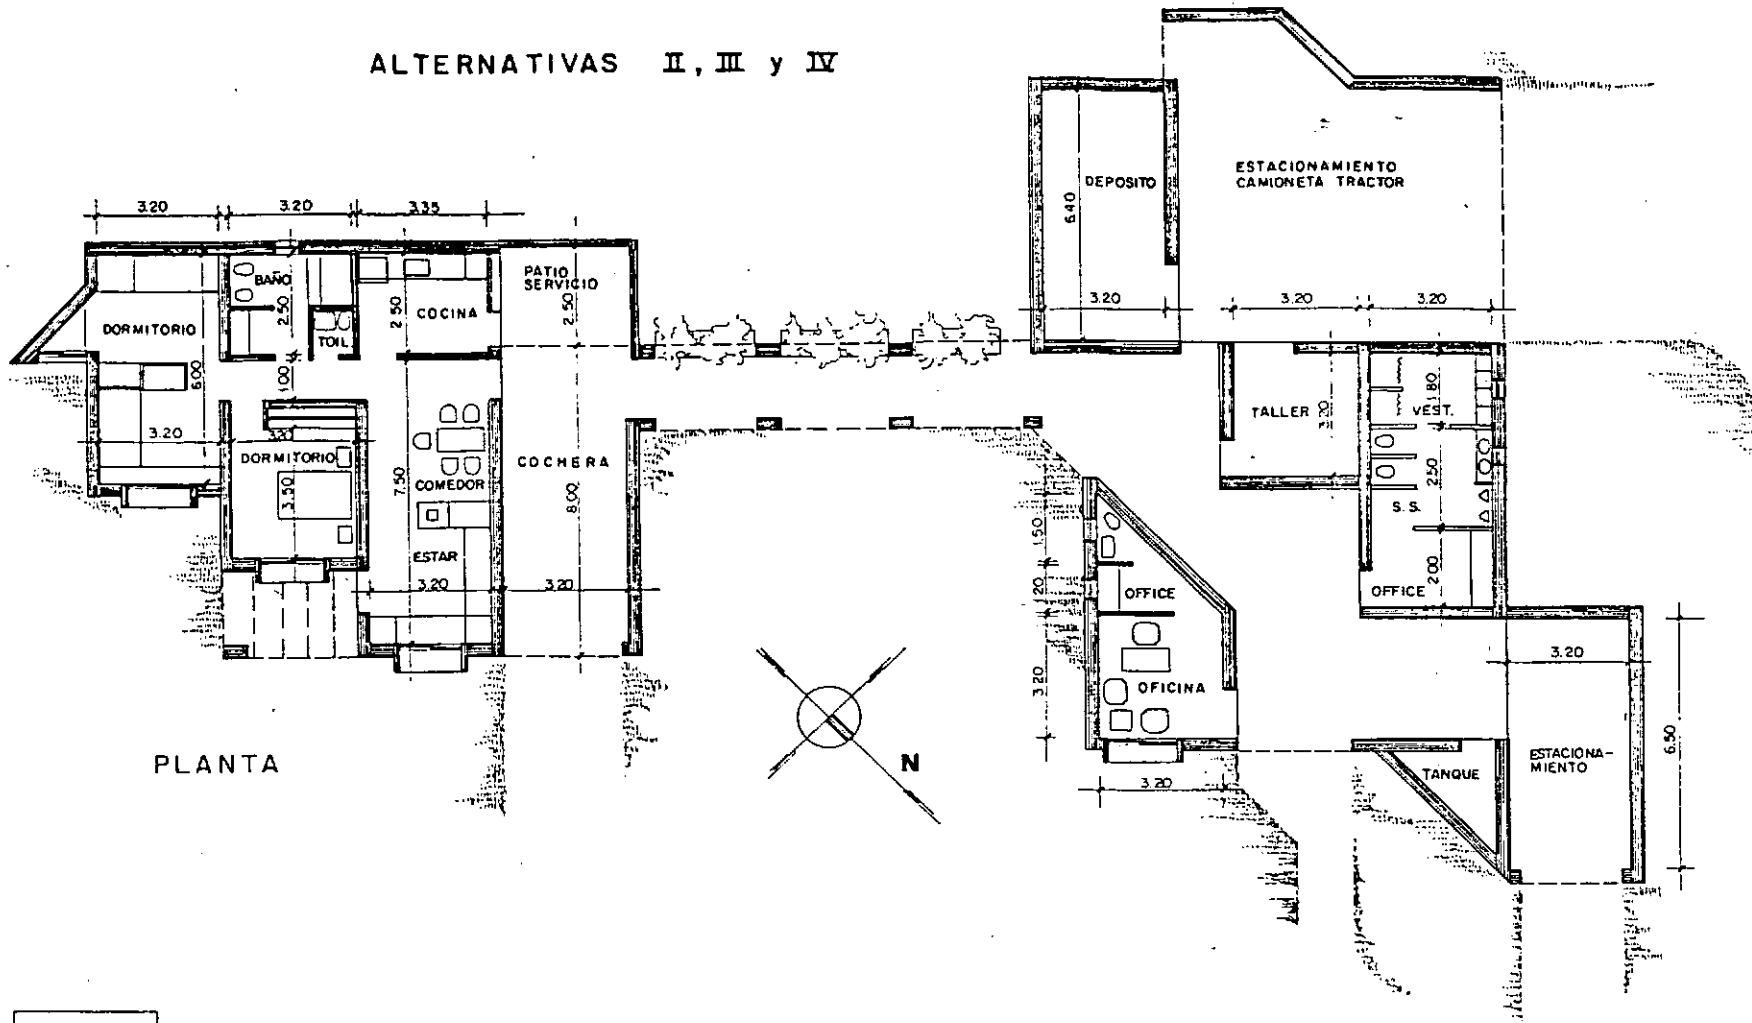 ALTERNATIVAS II, III y IV
DEPOSITO
ESTACIONAMIENTO
CAMIONETA TRACTOR
6.40
3.20
3.20
3.20
3.20
3.20
3.35
BAÑO
2.50
PATIO
SERVICIO
2.50
COCINA
2.50
DORMITORIO
TOIL.
6.00
1.00
3.20
3.20
DORMITORIO
3.50
COMEDOR
7.50
COCHERA
8.00
ESTAR
3.20
3.20
TALLER
3.20
1.80
VEST.
2.50
S. S.
2.00
OFFICE
1.50
1.20
OFFICE
3.20
OFICINA
3.20
3.20
6.50
TANQUE
ESTACIONA-
MIENTO
PLANTA
N